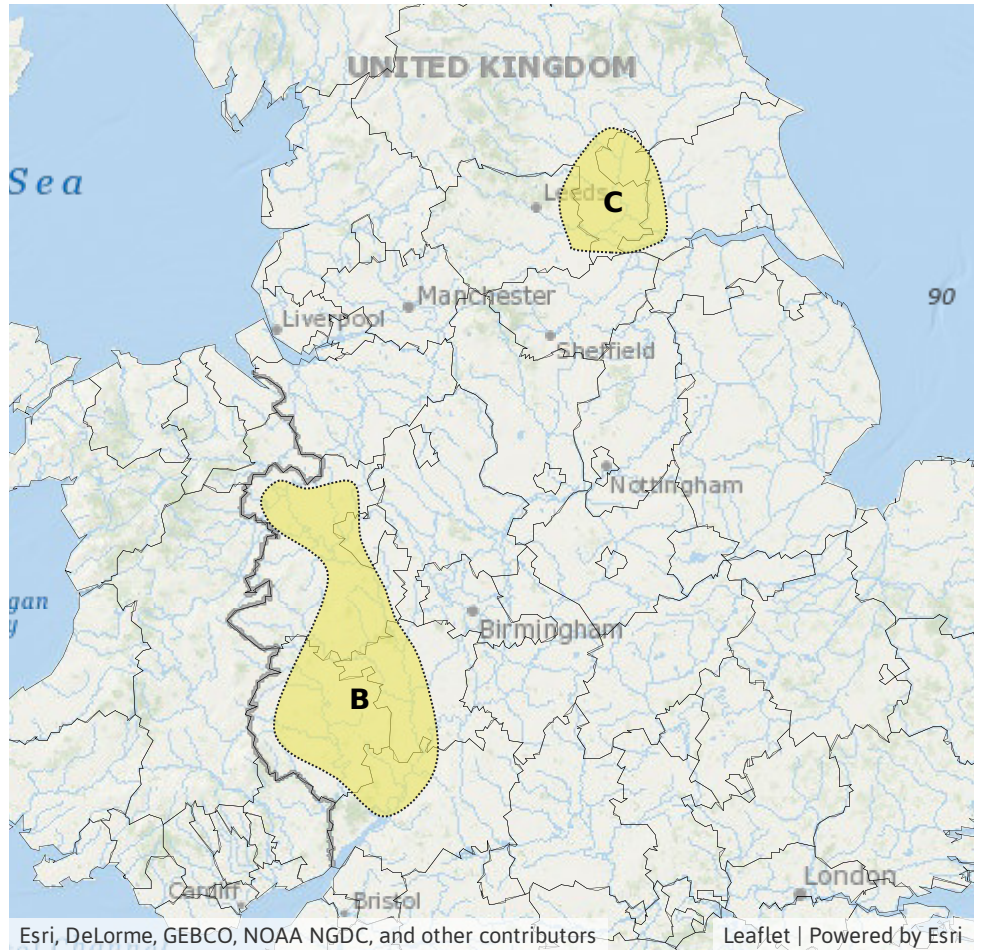 UNITED KINGDOM
Sea
Leeds
C
90
Manchester
Liverpool
Sheffield
Nottingham
gan
y
Birmingham
B
London
Cardiff
Bristol
Esri, DeLorme, GEBCO, NOAA NGDC, and other contributors
Leaflet | Powered by Esri